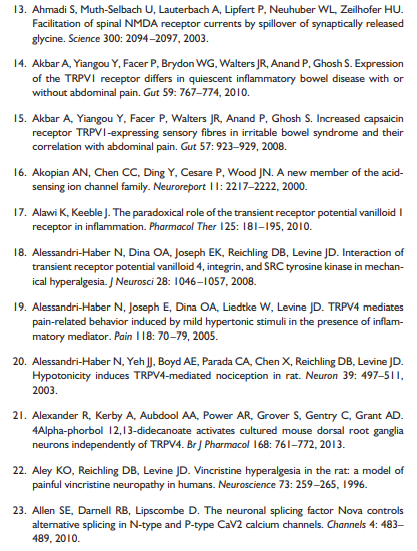 13. Ahmadi S, Muth-Selbach U, Lauterbach A, Lipfert P, Neuhuber WL, Zeilhofer HU.
Facilitation of spinal NMDA receptor currents by spillover of synaptically released
glycine. Science 300: 2094–2097, 2003.
14. Akbar A, Yiangou Y, Facer P, Brydon WG, Walters JR, Anand P, Ghosh S. Expression
of the TRPV1 receptor differs in quiescent inflammatory bowel disease with or
without abdominal pain. Gut 59: 767–774, 2010.
15. Akbar A, Yiangou Y, Facer P, Walters JR, Anand P, Ghosh S. Increased capsaicin
receptor TRPV1-expressing sensory fibres in irritable bowel syndrome and their
correlation with abdominal pain. Gut 57: 923–929, 2008.
16. Akopian AN, Chen CC, Ding Y, Cesare P, Wood JN. A new member of the acid-
sensing ion channel family. Neuroreport 11: 2217–2222, 2000.
17. Alawi K, Keeble J. The paradoxical role of the transient receptor potential vanilloid 1
receptor in inflammation. Pharmacol Ther 125: 181–195, 2010.
18. Alessandri-Haber N, Dina OA, Joseph EK, Reichling DB, Levine JD. Interaction of
transient receptor potential vanilloid 4, integrin, and SRC tyrosine kinase in mechan-
ical hyperalgesia. J Neurosci 28: 1046–1057, 2008.
19. Alessandri-Haber N, Joseph E, Dina OA, Liedtke W, Levine JD. TRPV4 mediates
pain-related behavior induced by mild hypertonic stimuli in the presence of inflam-
matory mediator. Pain 118: 70–79, 2005.
20. Alessandri-Haber N, Yeh JJ, Boyd AE, Parada CA, Chen X, Reichling DB, Levine JD.
Hypotonicity induces TRPV4-mediated nociception in rat. Neuron 39: 497–511,
2003.
21. Alexander R, Kerby A, Aubdool AA, Power AR, Grover S, Gentry C, Grant AD.
4Alpha-phorbol 12,13-didecanoate activates cultured mouse dorsal root ganglia
neurons independently of TRPV4. Br J Pharmacol 168: 761–772, 2013.
22. Aley KO, Reichling DB, Levine JD. Vincristine hyperalgesia in the rat: a model of
painful vincristine neuropathy in humans. Neuroscience 73: 259–265, 1996.
23. Allen SE, Darnell RB, Lipscombe D. The neuronal splicing factor Nova controls
alternative splicing in N-type and P-type CaV2 calcium channels. Channels 4: 483–
489, 2010.